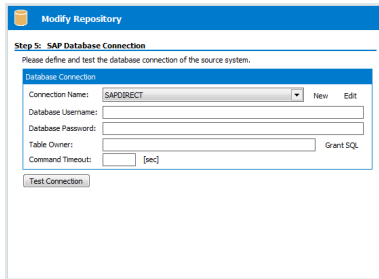 Modify Repository
Step 5: SAP Database Connection
Please define and test the database connection of the source system.
Database Connection
Connection Name: SAPDIRECT New Edit
Database Username:
Database Password:
Table Owner: Grant SQL
Command Timeout: [sec]
Test Connection